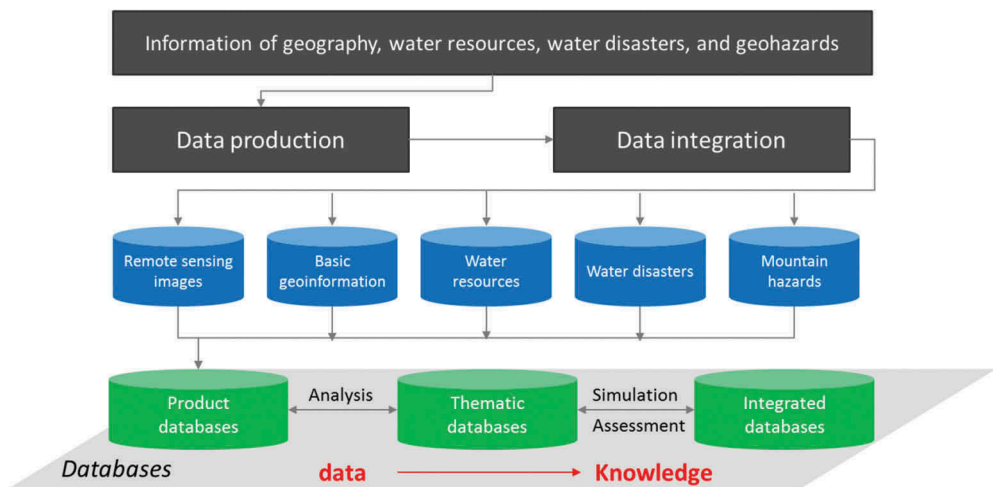 Information of geography, water resources, water disasters, and geohazards
Data production
Data integration
Remote sensing
images
Basic
geoinformation
Water
resources
Water disasters
Mountain
hazards
Product
databases
Analysis
Thematic
databases
Simulation
Assessment
Integrated
databases
Databases
data
Knowledge